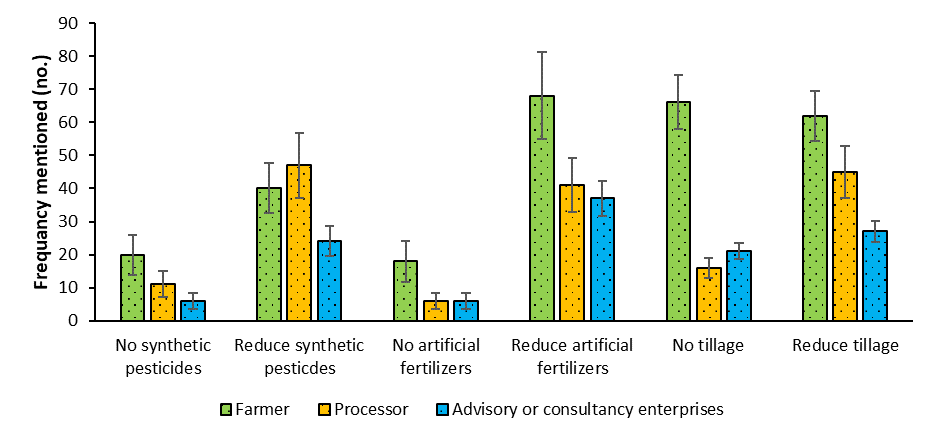 Frequancy mentioned (no.)
90
80
70
60
50
40
30
20
10
0
No synthetic
pesticides
Reduce synthetic
pesticdes
No artificial
fertilizers
Reduce artificial
fertilizers
No tillage
Reduce tillage
Farmer
Processor
Advisory or consultancy enterprises